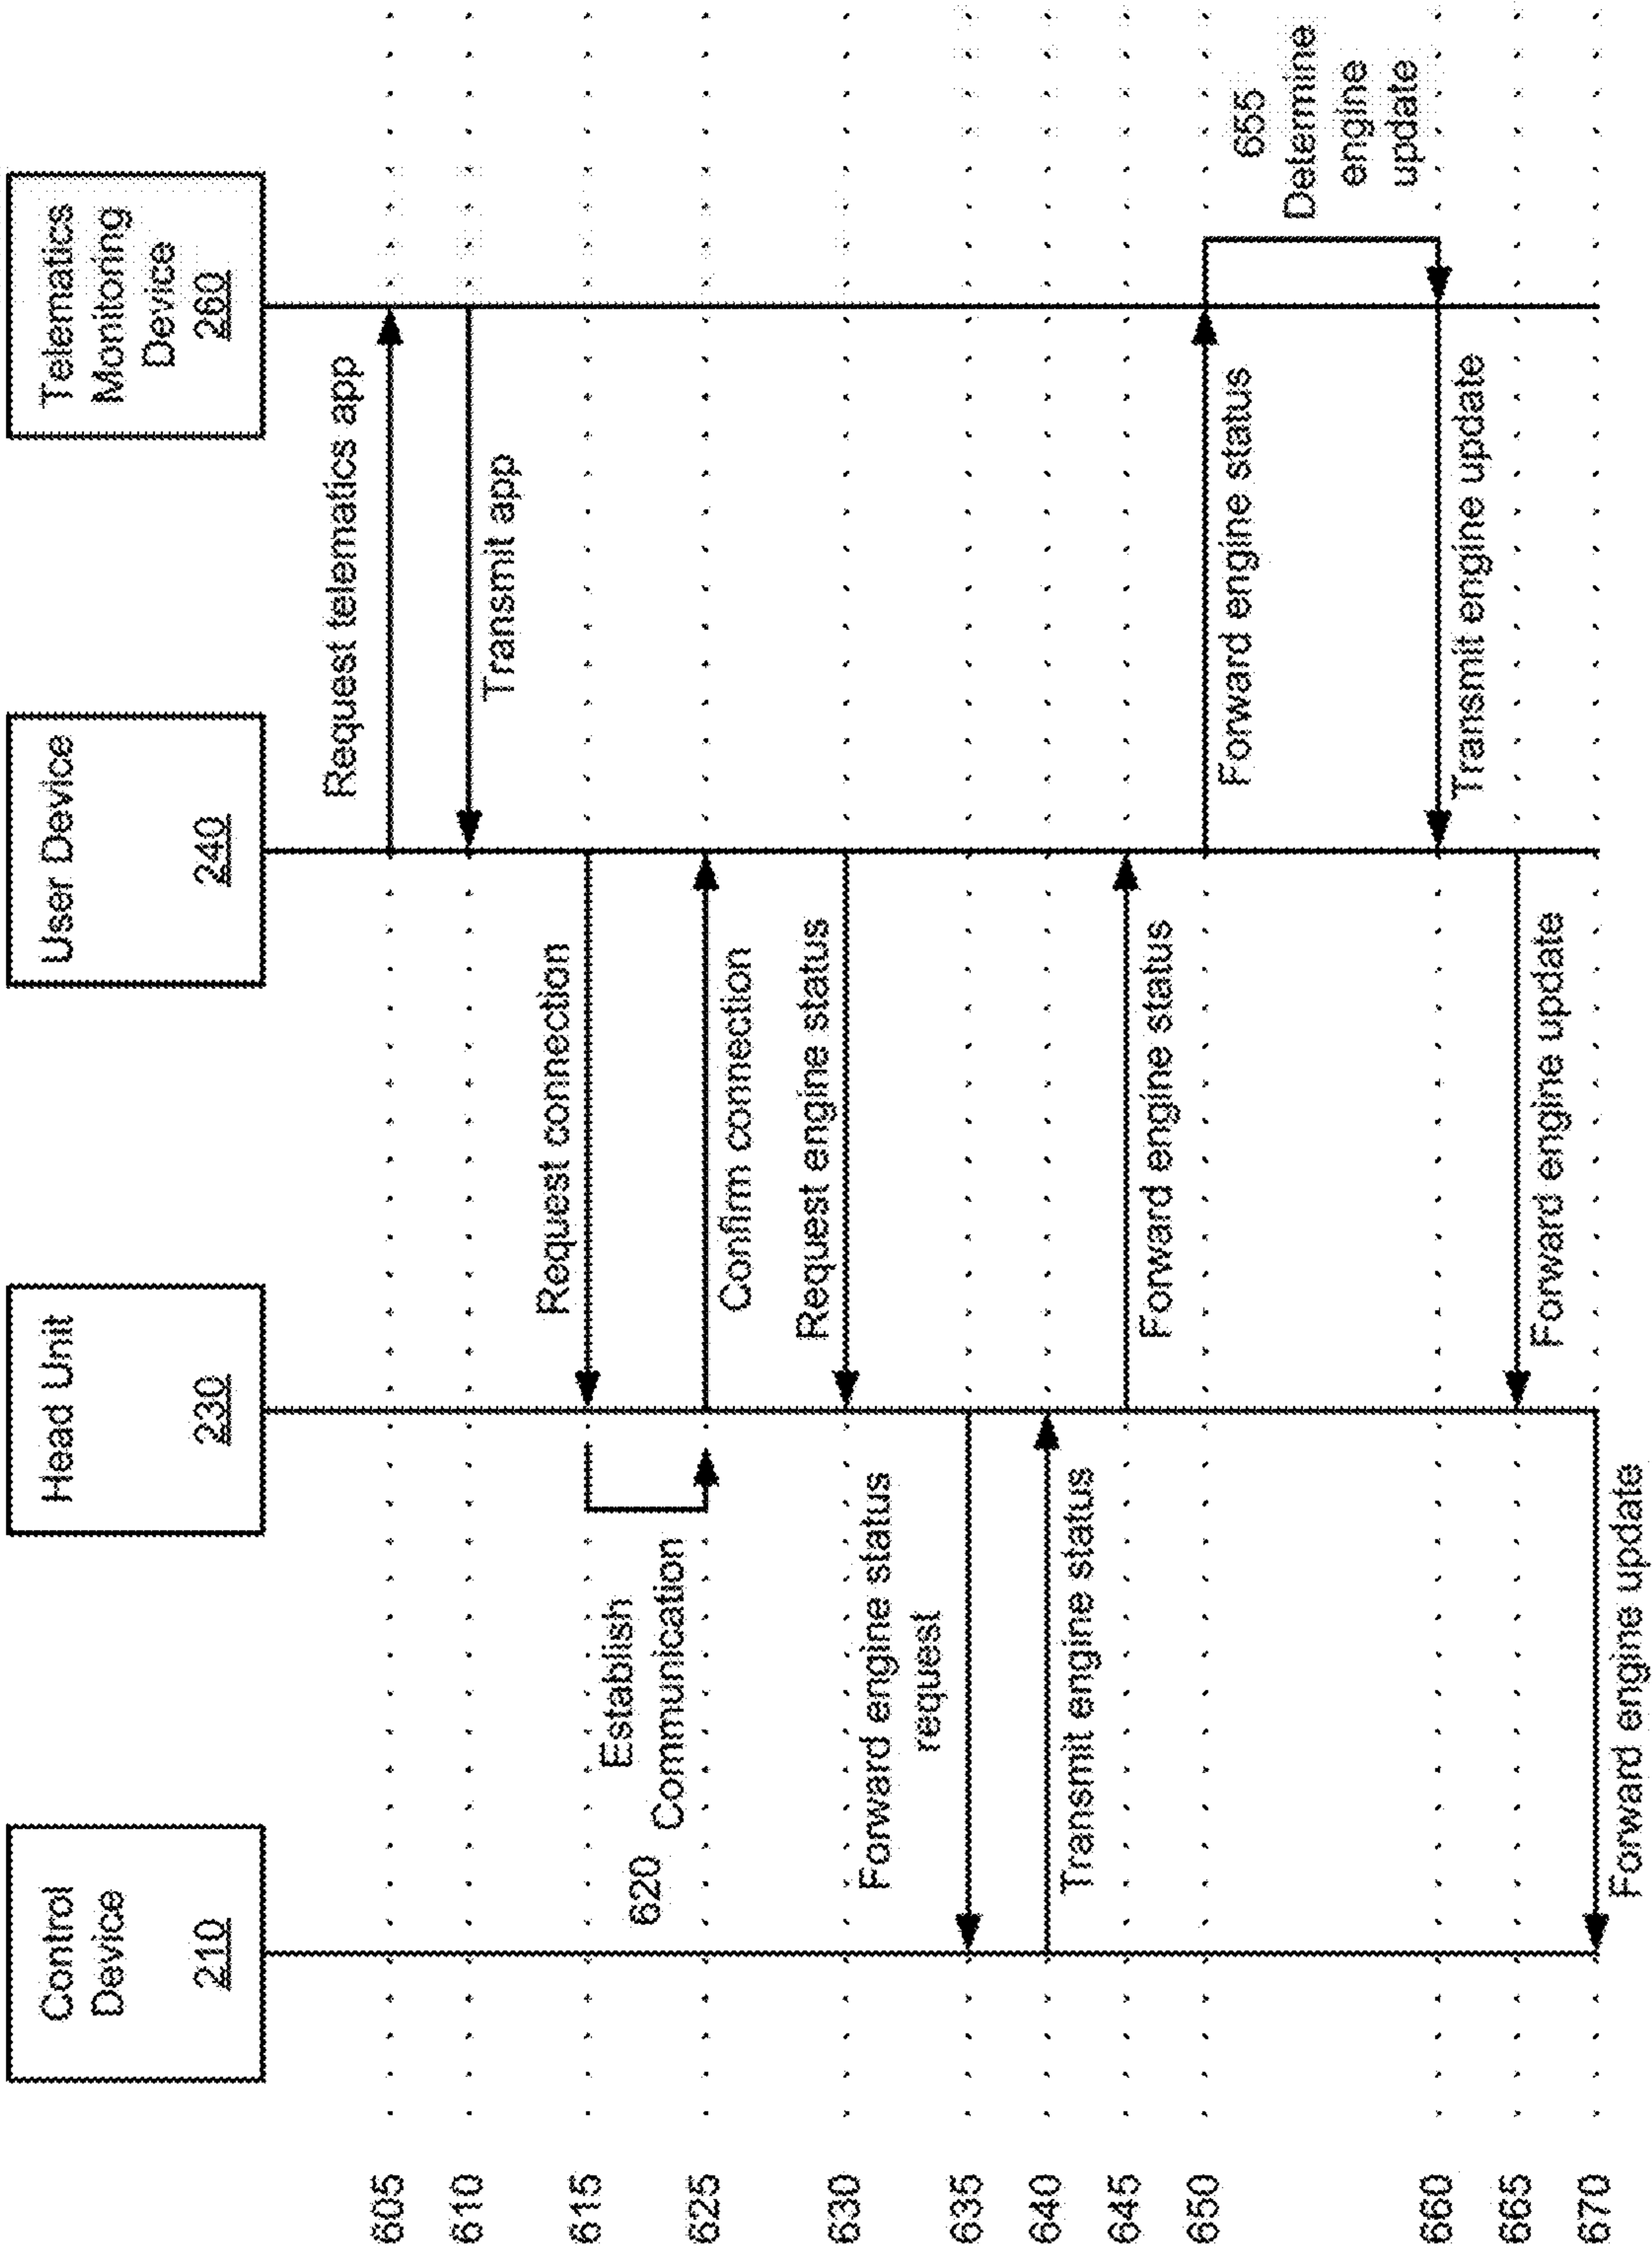 Control
Device
210
Head Unit
230
User Device
240
Telematics
Monitoring
Device
260
605
Request telematics app
610
Transmit app
615
Request connection
620
Establish
Communication
625
Confirm connection
630
Request engine status
635
Forward engine status
request
640
Transmit engine status
645
Forward engine status
650
Forward engine status
655
Determine
engine
update
660
Transmit engine update
665
Forward engine update
670
Forward engine update